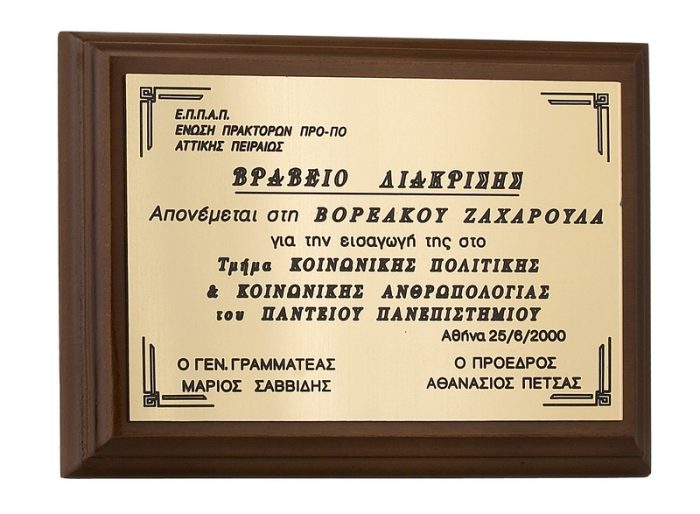 Ε.Π.Π.Α.Π.
ΕΝΩΣΗ ΠΡΑΚΤΟΡΩΝ ΠΡΟ-ΠΟ
ΑΤΤΙΚΗΣ ΠΕΙΡΑΙΩΣ
ΒΡΑΒΕΙΟ ΔΙΑΚΡΙΣΗΣ
Απονέμεται στη ΒΟΡΕΑΚΟΥ ΖΑΧΑΡΟΥΛΑ
για την εισαγωγή της στο
Τμήμα ΚΟΙΝΩΝΙΚΗΣ ΠΟΛΙΤΙΚΗΣ
& ΚΟΙΝΩΝΙΚΗΣ ΑΝΘΡΩΠΟΛΟΓΙΑΣ
του ΠΑΝΤΕΙΟΥ ΠΑΝΕΠΙΣΤΗΜΙΟΥ
Αθήνα 25/6/2000
Ο ΓΕΝ. ΓΡΑΜΜΑΤΕΑΣ Ο ΠΡΟΕΔΡΟΣ
ΜΑΡΙΟΣ ΣΑΒΒΙΔΗΣ ΑΘΑΝΑΣΙΟΣ ΠΕΤΣΑΣ